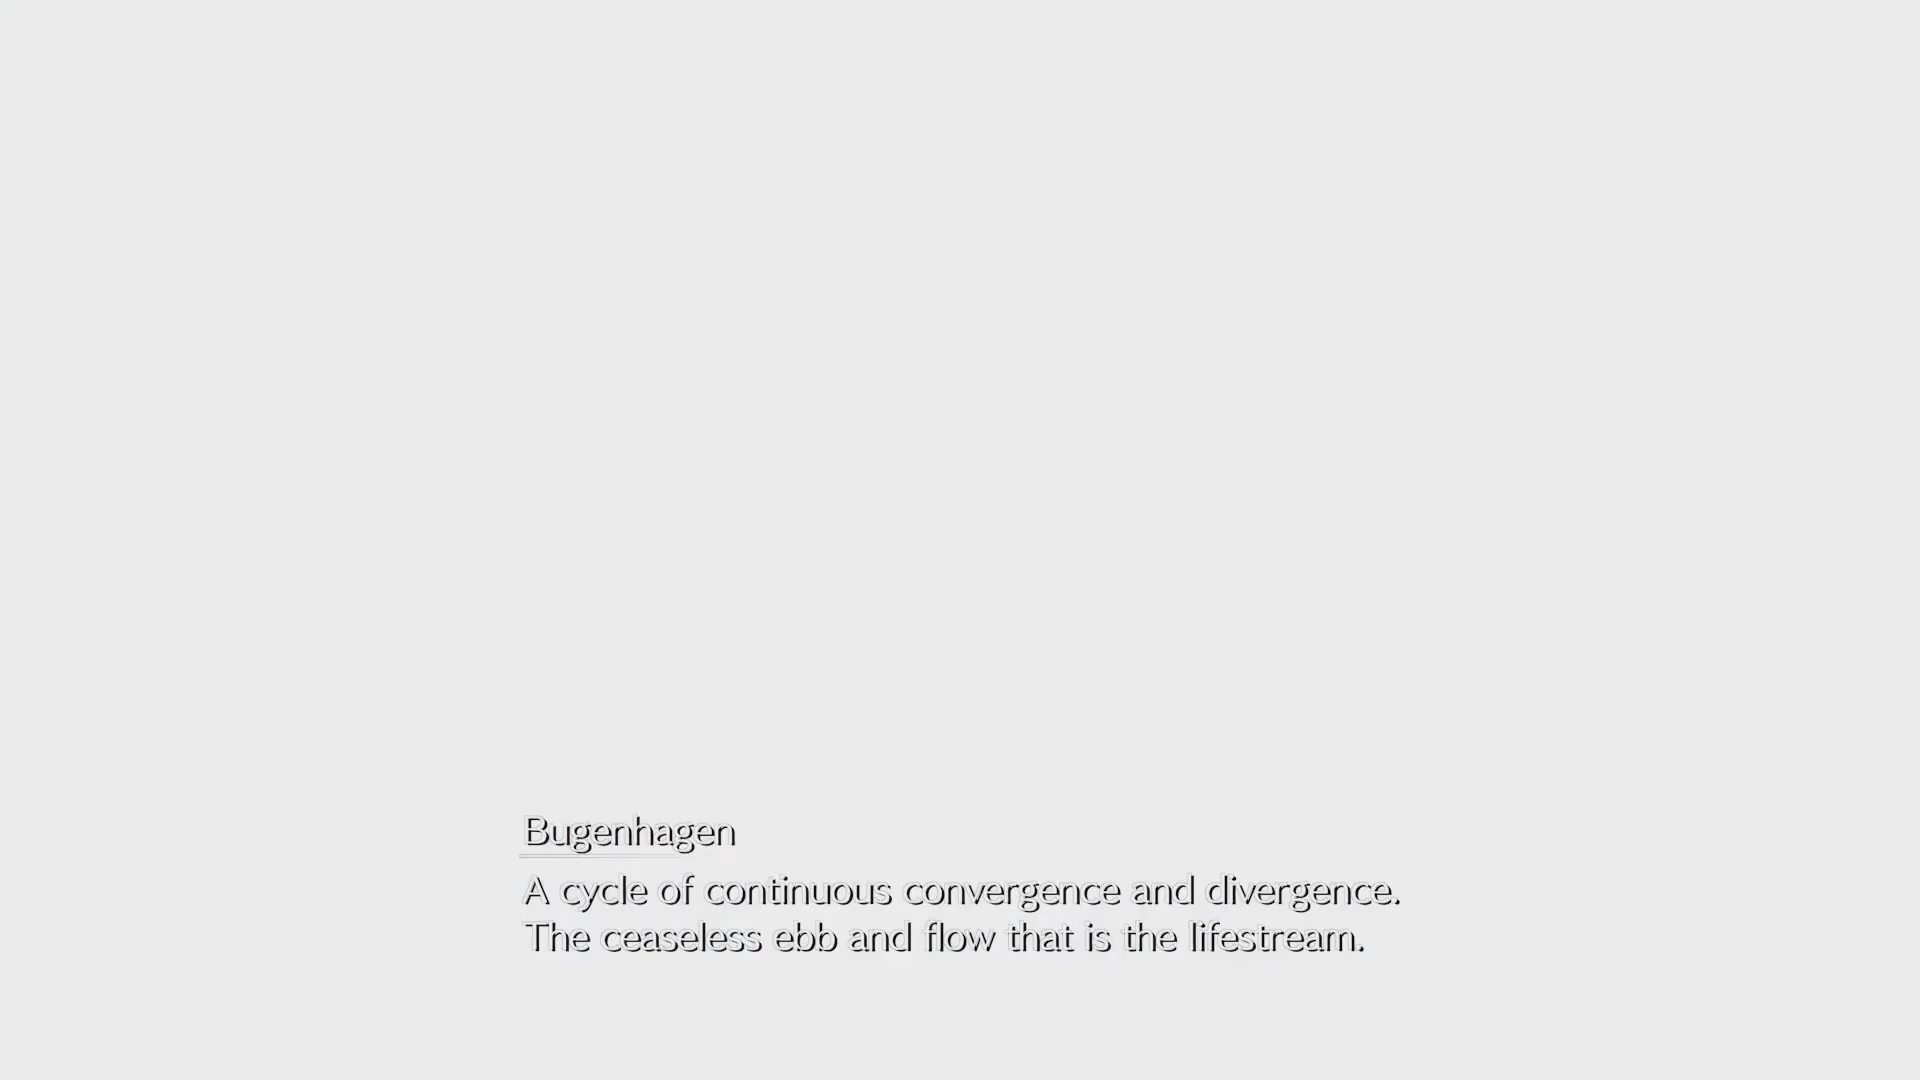 Bugenhagen
A cycle of continuous convergence and divergence.
The ceaseless ebb and flow that is the lifestream.